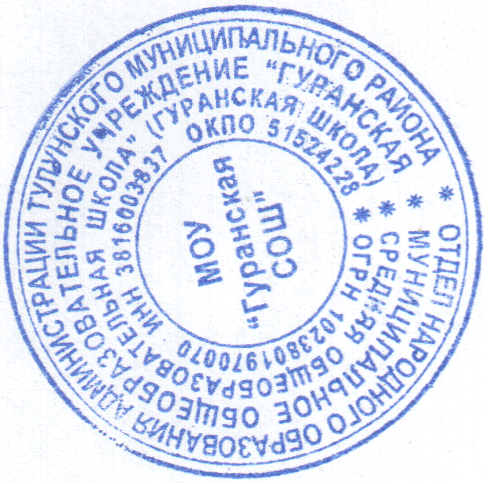 * ОТДЕЛ НАРОДНОГО ОБРАЗОВАНИЯ АДМИНИСТРАЦИИ ТУЛУНСКОГО МУНИЦИПАЛЬНОГО РАЙОНА
* МУНИЦИПАЛЬНОЕ ОБЩЕОБРАЗОВАТЕЛЬНОЕ УЧРЕЖДЕНИЕ "ГУРАНСКАЯ
* СРЕДНЯЯ ОБЩЕОБРАЗОВАТЕЛЬНАЯ ШКОЛА" (ГУРАНСКАЯ ШКОЛА)
* ОГРН 1023801970070 ИНН 3816003837 ОКПО 51524228
МОУ
"Гуранская
СОШ"